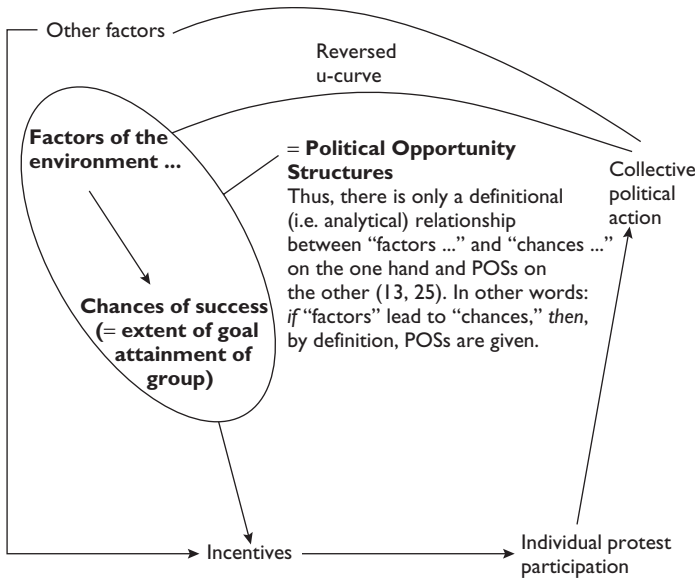 Other factors
Reversed
u-curve
Factors of the
environment ...
= Political Opportunity
Structures
Thus, there is only a definitional
(i.e. analytical) relationship
between “factors ...” and “chances ...”
on the one hand and POSs on
the other (13, 25). In other words:
if “factors” lead to “chances,” then,
by definition, POSs are given.
Collective
political
action
Chances of success
(= extent of goal
attainment of
group)
Incentives
Individual protest
participation